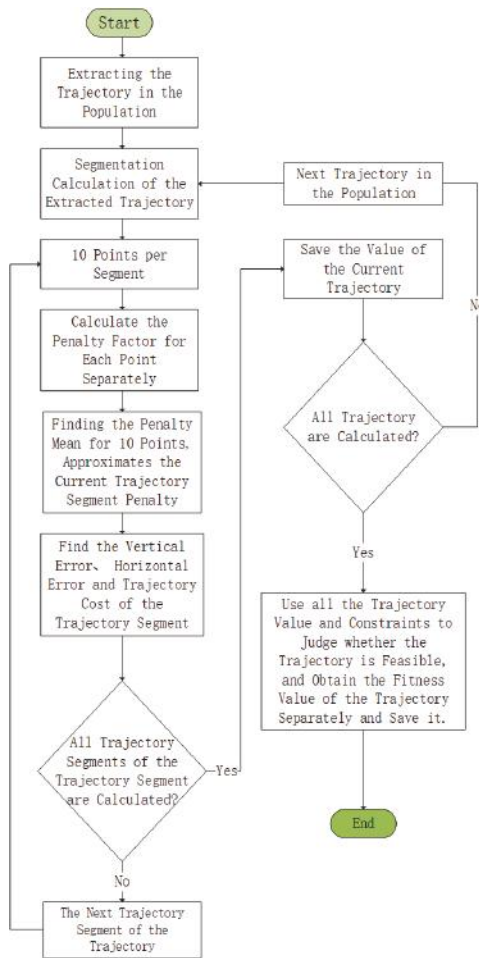 Start
Extracting the
Trajectory in the
Population
Segmentation
Calculation of the
Extracted Trajectory
10 Points per
Segment
Calculate the
Penalty Factor for
Each Point
Separately
Finding the Penalty
Mean for 10 Points,
Approximates the
Current Trajectory
Segment Penalty
Find the Vertical
Error、 Horizontal
Error and Trajectory
Cost of the
Trajectory Segment
All Trajectory
Segments of the
Trajectory Segment
are Calculated?
Yes
No
The Next Trajectory
Segment of the
Trajectory
Next Trajectory in
the Population
Save the Value of
the Current
Trajectory
All Trajectory
are Calculated?
Yes
Use all the Trajectory
Value and Constraints to
Judge whether the
Trajectory is Feasible,
and Obtain the Fitness
Value of the Trajectory
Separately and Save it.
End